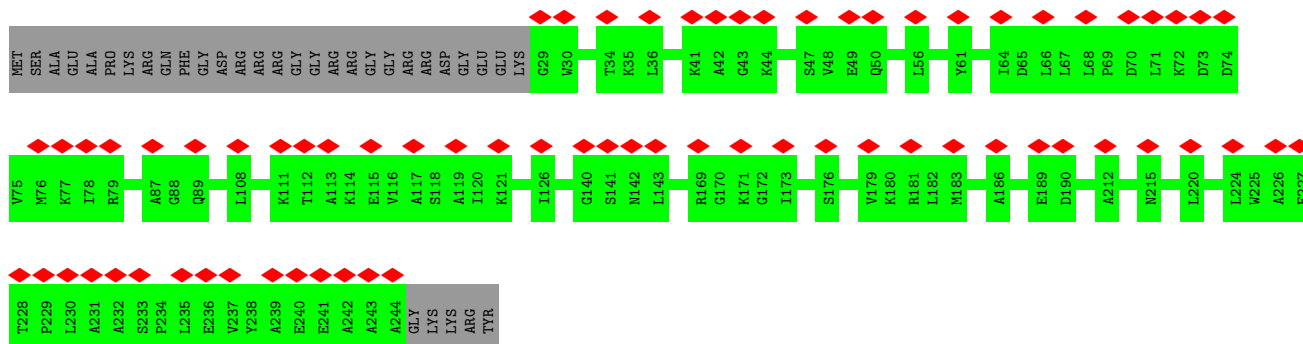 MET SER ALA GLU ALA PRO LYS ARG GLN PHE GLY ASP ARG ARG ARG GLY GLY ARG ARG GLY GLY ARG ARG ASP GLY GLU GLU LYS G29 W30 T34 K35 L36 K41 A42 G43 K44 S47 V48 E49 Q50 L56 Y61 I64 D65 L66 L67 L68 P69 D70 L71 K72 D73 D74
V75 M76 K77 I78 R79 A87 G88 Q89 L108 K111 T112 A113 K114 E115 V116 A117 S118 A119 I120 K121 I126 G140 S141 N142 L143 R169 G170 K171 G172 I173 S176 V179 K180 R181 L182 M183 A186 E189 D190 A212 N215 L220 L224 W225 A226
T228 P229 L230 A231 A232 S233 P234 L235 E236 V237 Y238 A239 E240 E241 A242 A243 A244 GLY LYS LYS ARG TYR